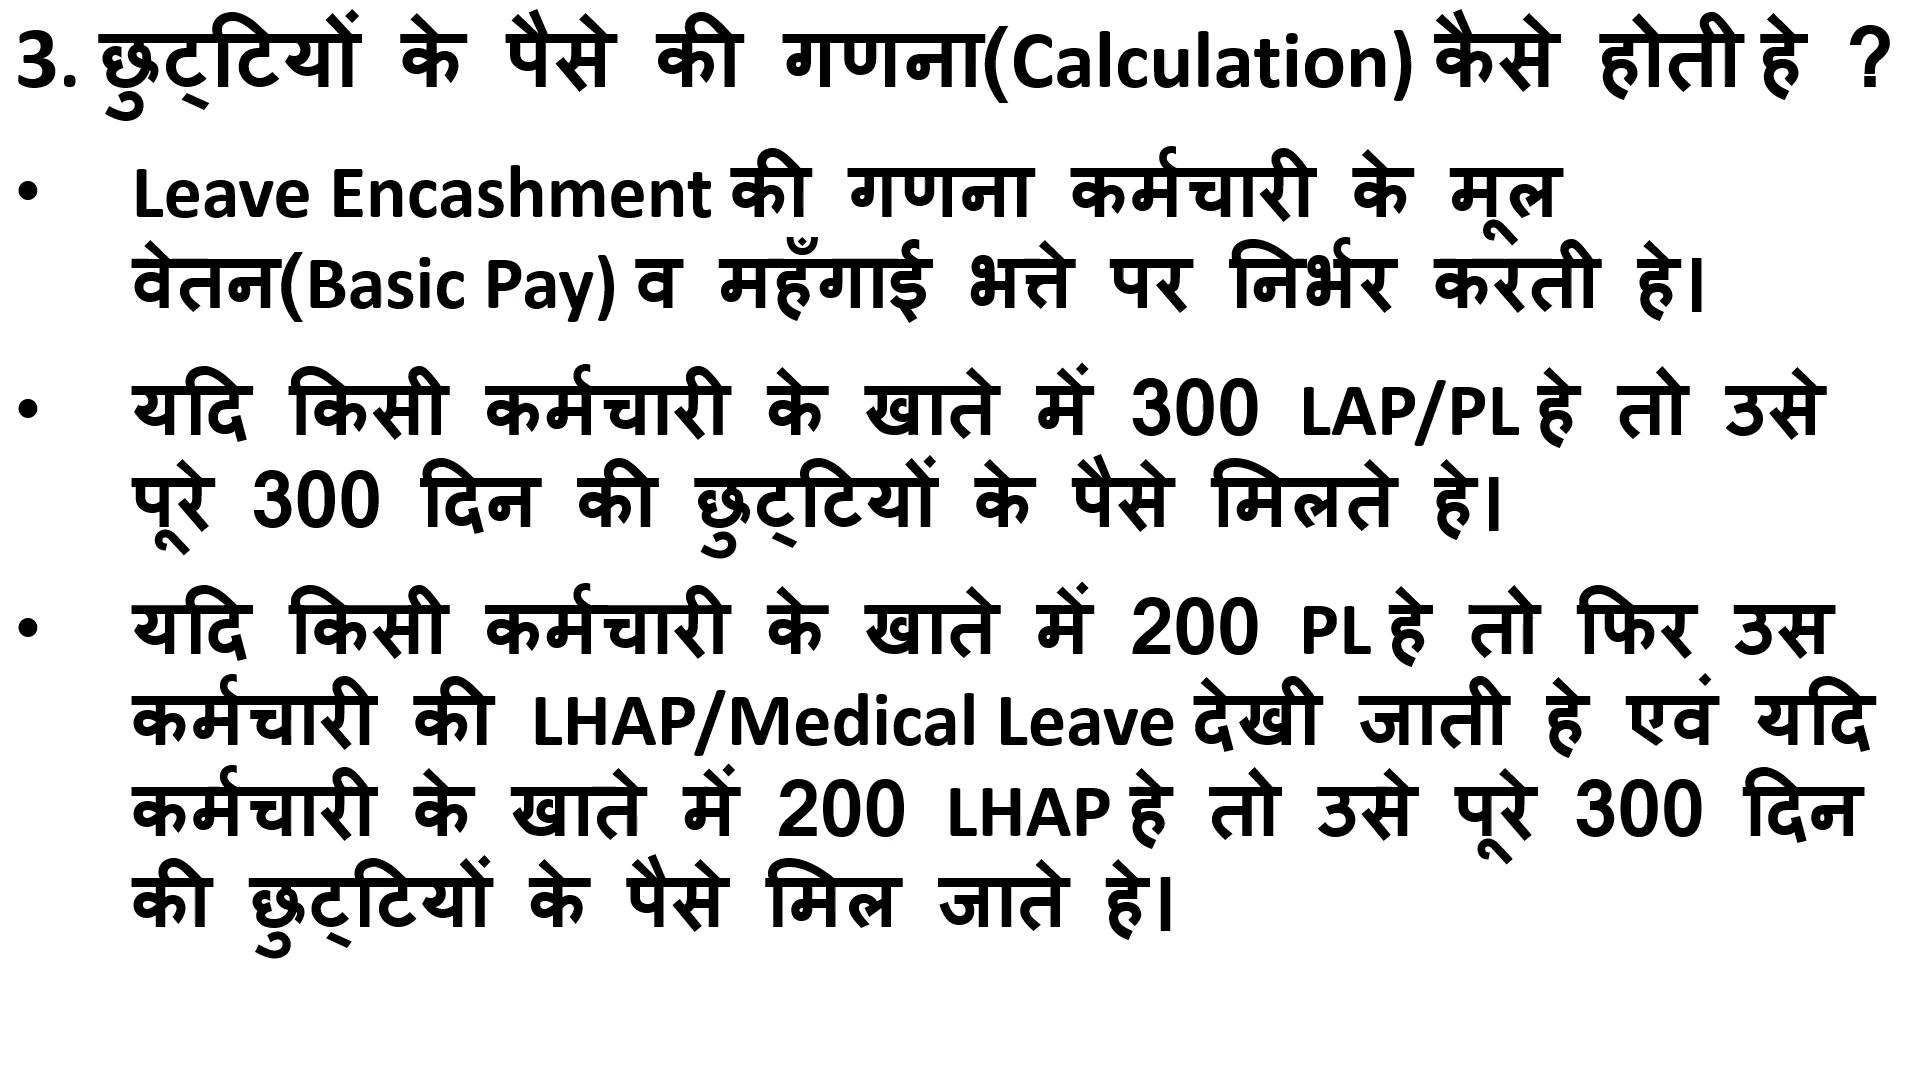 3. छुट्टियों के पैसे की गणना(Calculation) कैसे होती हे ?
• Leave Encashment की गणना कर्मचारी के मूल
वेतन(Basic Pay) व महँगाई भत्ते पर निर्भर करती हे।
• यदि किसी कर्मचारी के खाते में 300 LAP/PL हे तो उसे
पूरे 300 दिन की छुट्टियों के पैसे मिलते हे।
• यदि किसी कर्मचारी के खाते में 200 PL हे तो फिर उस
कर्मचारी की LHAP/Medical Leave देखी जाती हे एवं यदि
कर्मचारी के खाते में 200 LHAP हे तो उसे पूरे 300 दिन
की छुट्टियों के पैसे मिल जाते हे।